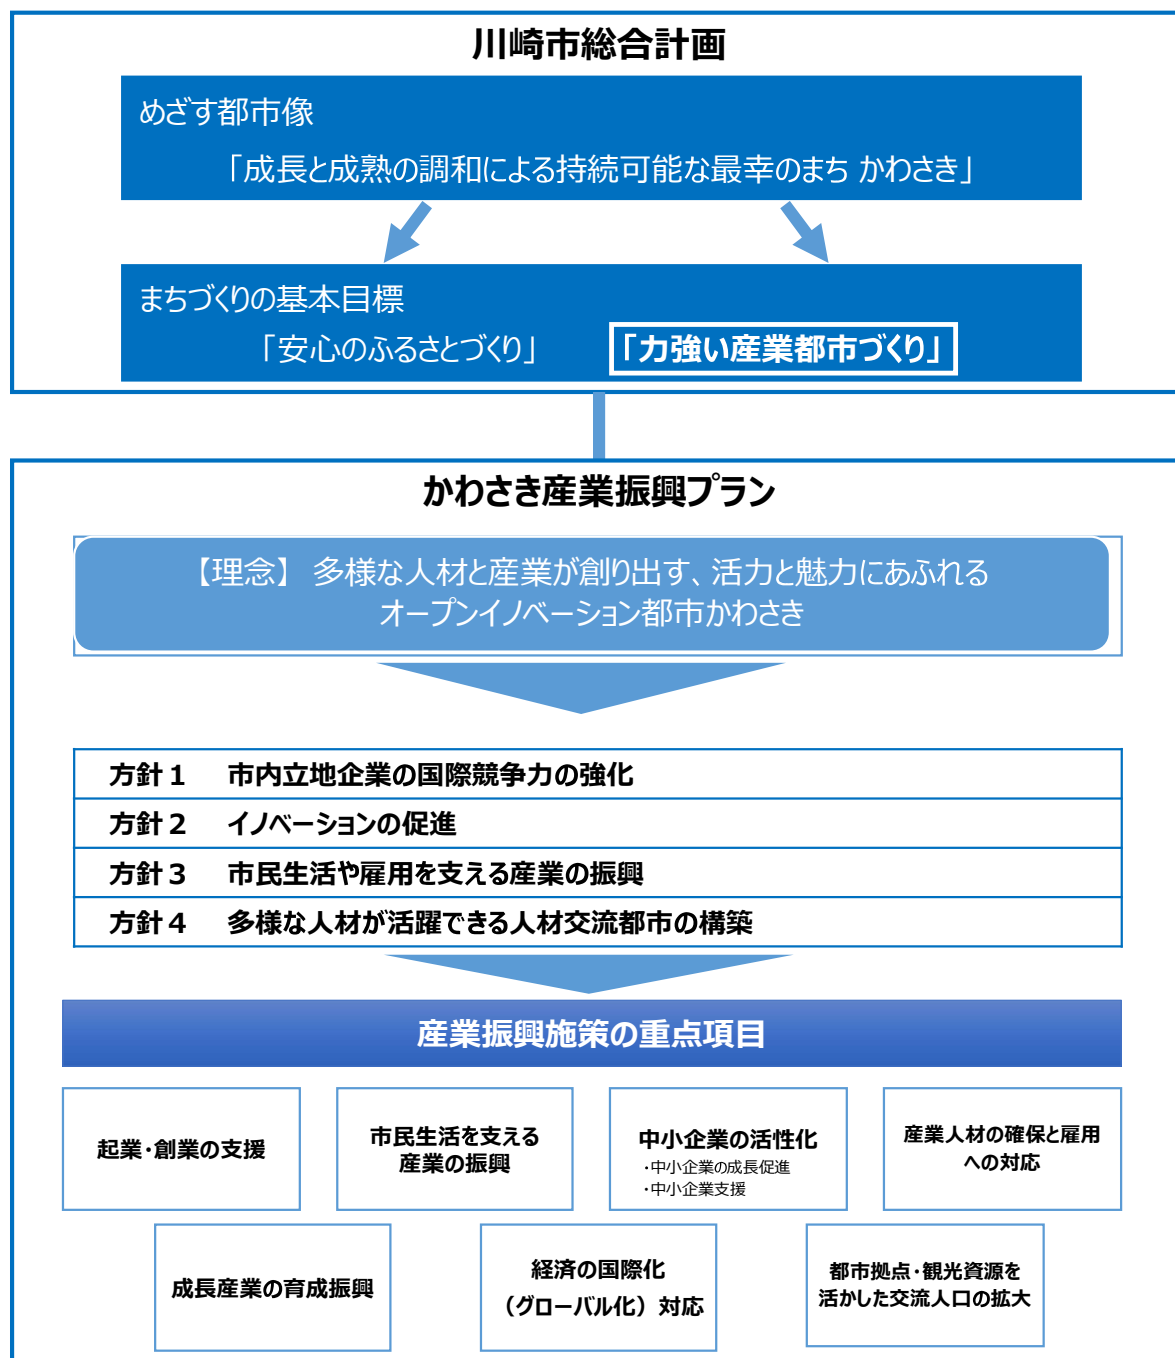 川崎市総合計画
めざす都市像
「成長と成熟の調和による持続可能な最幸のまち かわさき」
まちづくりの基本目標
「安心のふるさとづくり」 「力強い産業都市づくり」
かわさき産業振興プラン
【理念】 多様な人材と産業が創り出す、活力と魅力にあふれる
オープンイノベーション都市かわさき
方針１ 市内立地企業の国際競争力の強化
方針２ イノベーションの促進
方針３ 市民生活や雇用を支える産業の振興
方針４ 多様な人材が活躍できる人材交流都市の構築
産業振興施策の重点項目
起業・創業の支援
市民生活を支える
産業の振興
中小企業の活性化
・中小企業の成長促進
・中小企業支援
産業人材の確保と雇用
への対応
成長産業の育成振興
経済の国際化
（グローバル化）対応
都市拠点・観光資源を
活かした交流人口の拡大